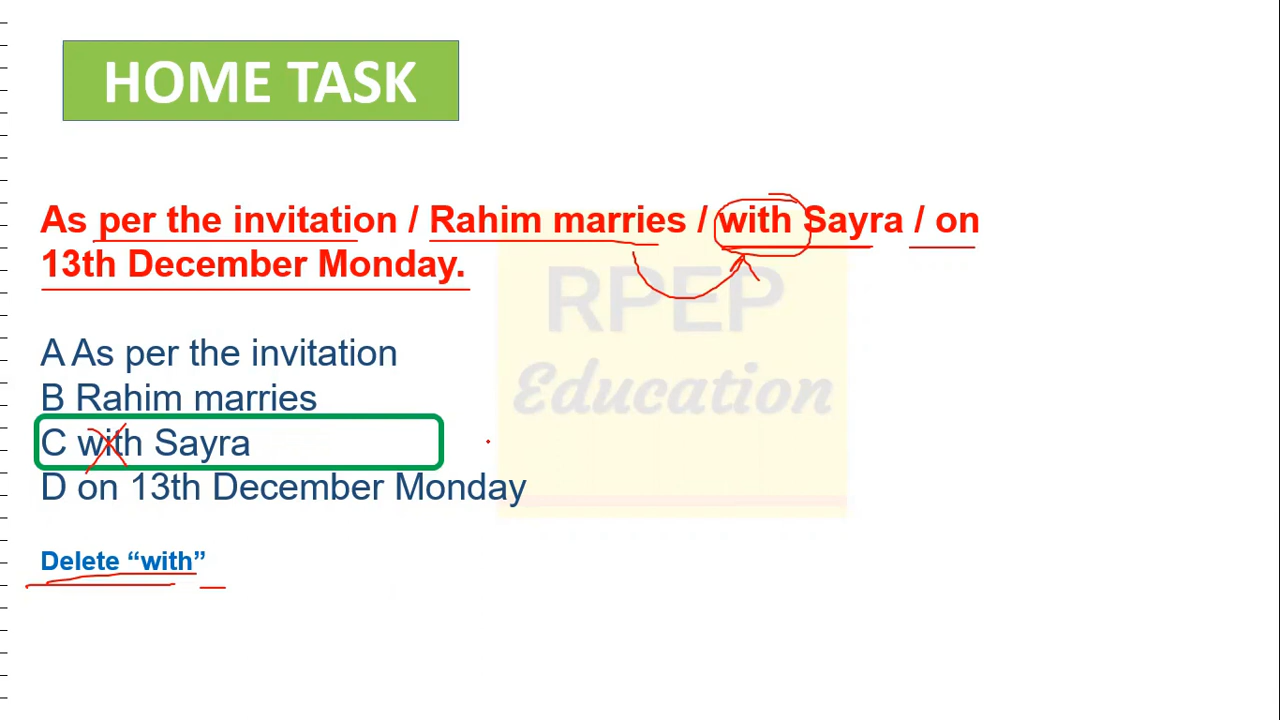 HOME TASK
As per the invitation / Rahim marries / with Sayra / on
13th December Monday.
RPEP
Education
A As per the invitation
B Rahim marries
C with Sayra
D on 13th December Monday
Delete “with”